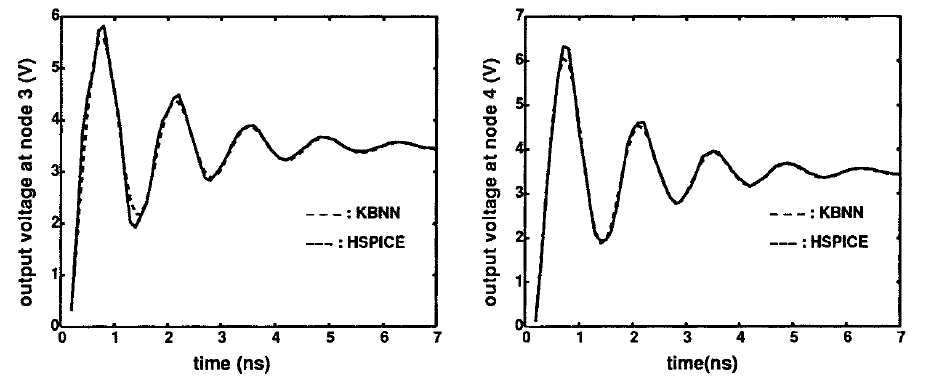 6
5
4
3
2
1
0
output voltage at node 3 (V)
0 1 2 3 4 5 6 7
time (ns)
: KBNN
: HSPICE
7
6
5
4
3
2
1
0
output voltage at node 4 (V)
0 1 2 3 4 5 6 7
time(ns)
: KBNN
: HSPICE